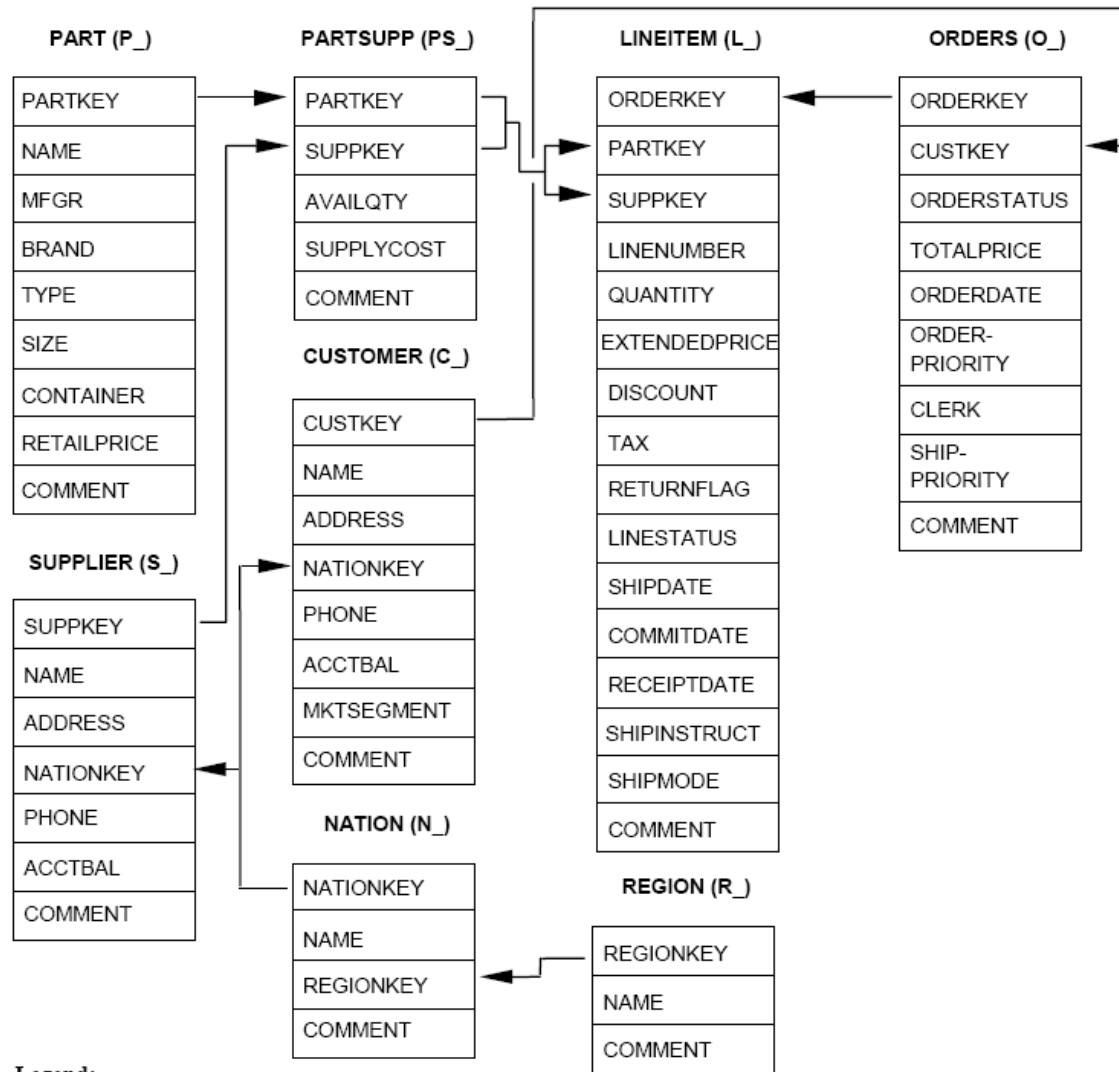 PART (P_)
PARTKEY
NAME
MFGR
BRAND
TYPE
SIZE
CONTAINER
RETAILPRICE
COMMENT
SUPPLIER (S_)
SUPPKEY
NAME
ADDRESS
NATIONKEY
PHONE
ACCTBAL
COMMENT
PARTSUPP (PS_)
PARTKEY
SUPPKEY
AVAILQTY
SUPPLYCOST
COMMENT
CUSTOMER (C_)
CUSTKEY
NAME
ADDRESS
NATIONKEY
PHONE
ACCTBAL
MKTSEGMENT
COMMENT
NATION (N_)
NATIONKEY
NAME
REGIONKEY
COMMENT
LINEITEM (L_)
ORDERKEY
PARTKEY
SUPPKEY
LINENUMBER
QUANTITY
EXTENDEDPRICE
DISCOUNT
TAX
RETURNFLAG
LINESTATUS
SHIPDATE
COMMITDATE
RECEIPTDATE
SHIPINSTRUCT
SHIPMODE
COMMENT
REGION (R_)
REGIONKEY
NAME
COMMENT
ORDERS (O_)
ORDERKEY
CUSTKEY
ORDERSTATUS
TOTALPRICE
ORDERDATE
ORDER-
PRIORITY
CLERK
SHIP-
PRIORITY
COMMENT